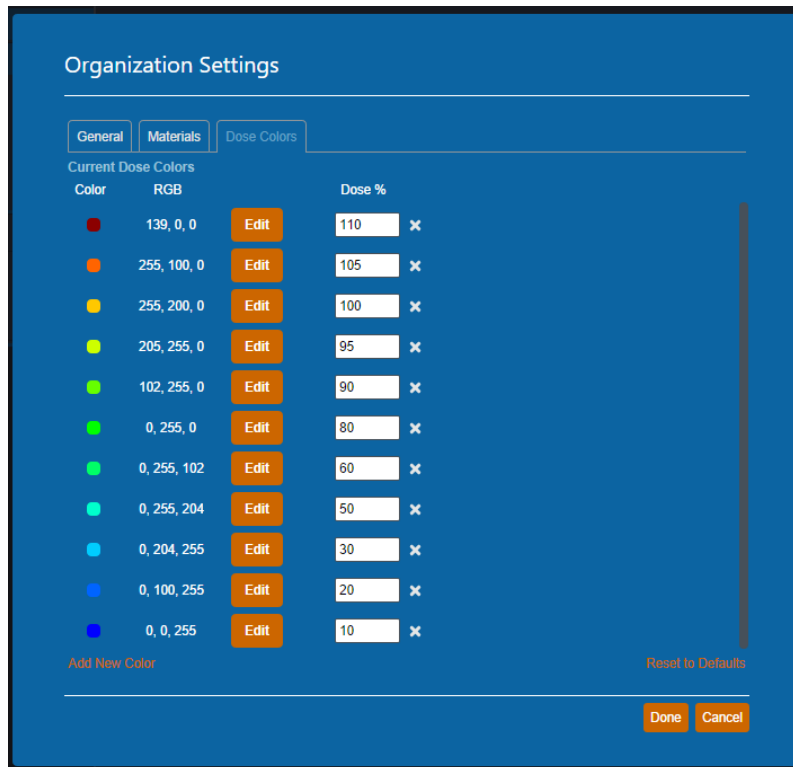 Organization Settings
General Materials Dose Colors
Current Dose Colors
Color RGB Dose %
139, 0, 0 Edit 110
255, 100, 0 Edit 105
255, 200, 0 Edit 100
205, 255, 0 Edit 95
102, 255, 0 Edit 90
0, 255, 0 Edit 80
0, 255, 102 Edit 60
0, 255, 204 Edit 50
0, 204, 255 Edit 30
0, 100, 255 Edit 20
0, 0, 255 Edit 10
Add New Color Reset to Defaults
Done Cancel